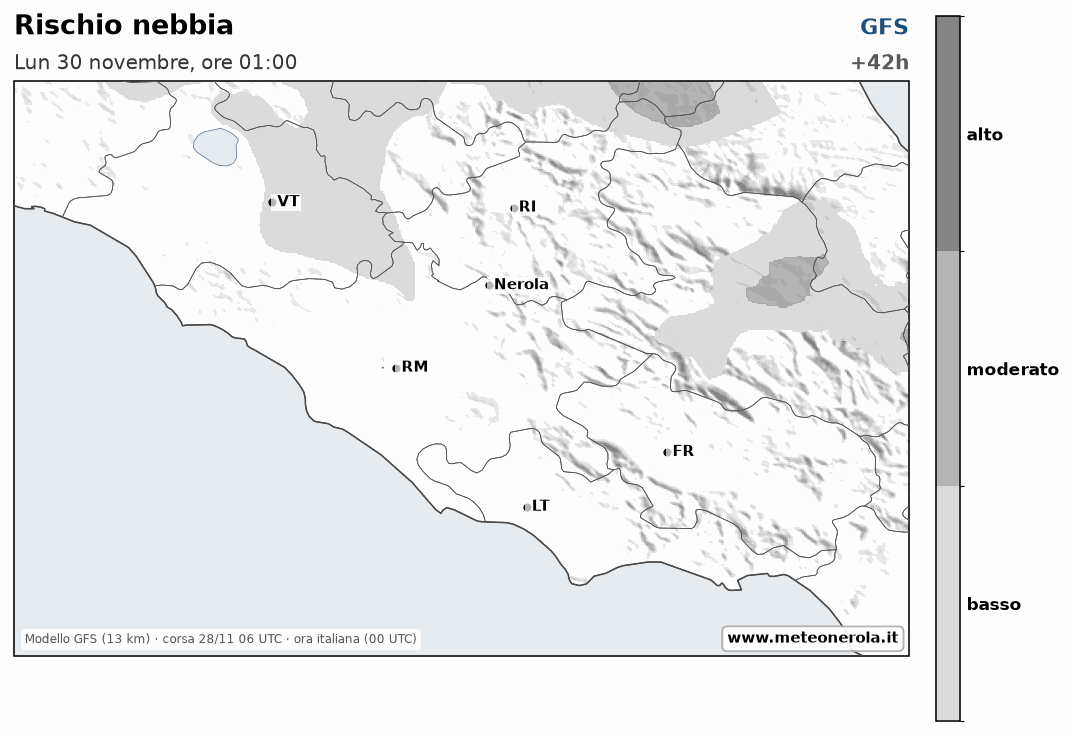 Rischio nebbia
GFS
Lun 30 novembre, ore 01:00
+42h
alto
VT
RI
Nerola
moderato
RM
FR
LT
basso
Modello GFS (13 km) · corsa 28/11 06 UTC · ora italiana (00 UTC)
www.meteonerola.it